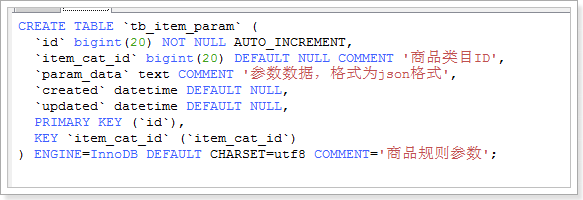 CREATE TABLE `tb_item_param` (
  `id` bigint(20) NOT NULL AUTO_INCREMENT,
  `item_cat_id` bigint(20) DEFAULT NULL COMMENT '商品类目ID',
  `param_data` text COMMENT '参数数据，格式为json格式',
  `created` datetime DEFAULT NULL,
  `updated` datetime DEFAULT NULL,
  PRIMARY KEY (`id`),
  KEY `item_cat_id` (`item_cat_id`)
) ENGINE=InnoDB DEFAULT CHARSET=utf8 COMMENT='商品规则参数';